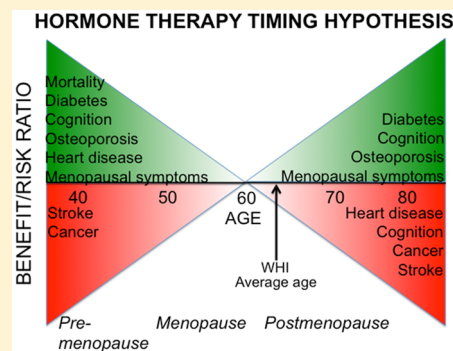 HORMONE THERAPY TIMING HYPOTHESIS
BENEFIT/RISK RATIO
Mortality
Diabetes
Cognition
Osteoporosis
Heart disease
Menopausal symptoms
Diabetes
Cognition
Osteoporosis
Menopausal symptoms
40 50 60 70 80
AGE
Stroke
Cancer
Heart disease
Cognition
Cancer
Stroke
WHI
Average age
Pre-
menopause
Menopause
Postmenopause